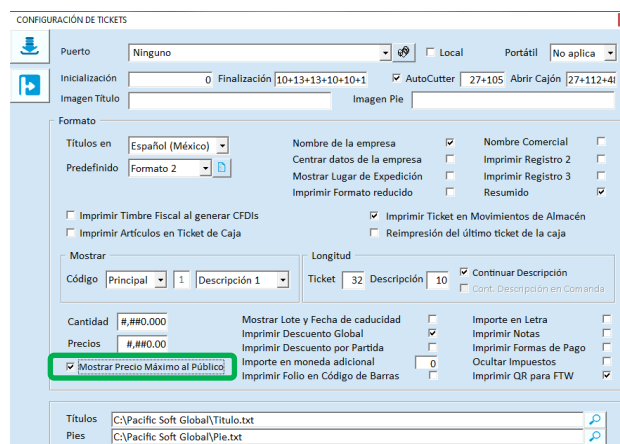 CONFIGURACIÓN DE TICKETS
Puerto Ninguno Local Portátil No aplica
Inicialización 0 Finalización 10+13+13+10+10+1 AutoCutter 27+105 Abrir Cajón 27+112+48
Imagen Título Imagen Pie
Formato
Títulos en Español (México) Nombre de la empresa Nombre Comercial
Centrar datos de la empresa Imprimir Registro 2
Predefinido Formato 2 Mostrar Lugar de Expedición Imprimir Registro 3
Imprimir Formato reducido Resumido
Imprimir Timbre Fiscal al generar CFDIs Imprimir Ticket en Movimientos de Almacén
Imprimir Artículos en Ticket de Caja Reimpresión del último ticket de la caja
Mostrar Longitud
Código Principal 1 Descripción 1 Ticket 32 Descripción 10 Continuar Descripción
Cont. Descripción en Comanda
Cantidad #,##0.000 Mostrar Lote y Fecha de caducidad Importe en Letra
Imprimir Descuento Global Imprimir Notas
Precios #,##0.00 Imprimir Descuento por Partida Imprimir Formas de Pago
Mostrar Precio Máximo al Público Importe en moneda adicional 0 Ocultar Impuestos
Imprimir Folio en Código de Barras Imprimir QR para FTW
Títulos C:\Pacific Soft Global\Titulo.txt
Pies C:\Pacific Soft Global\Pie.txt